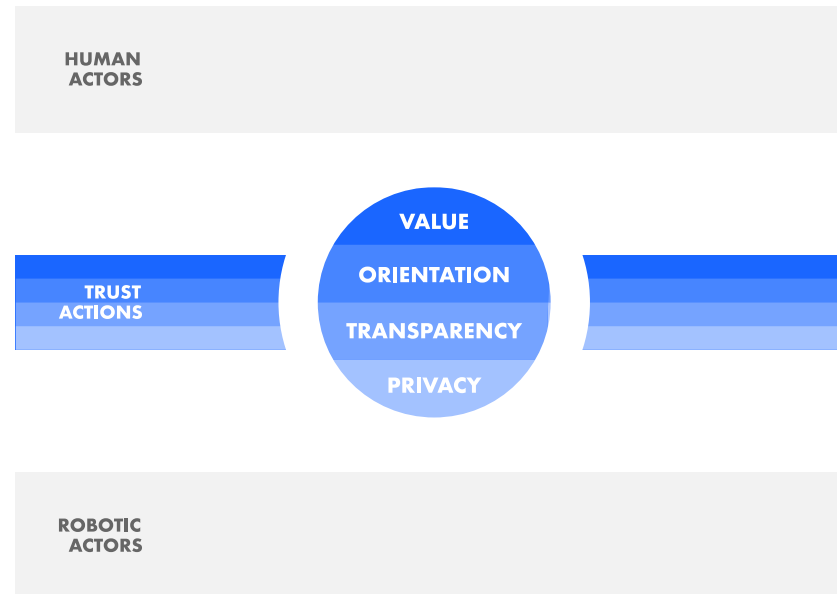 HUMAN
ACTORS
VALUE
ORIENTATION
TRUST
ACTIONS
TRANSPARENCY
PRIVACY
ROBOTIC
ACTORS